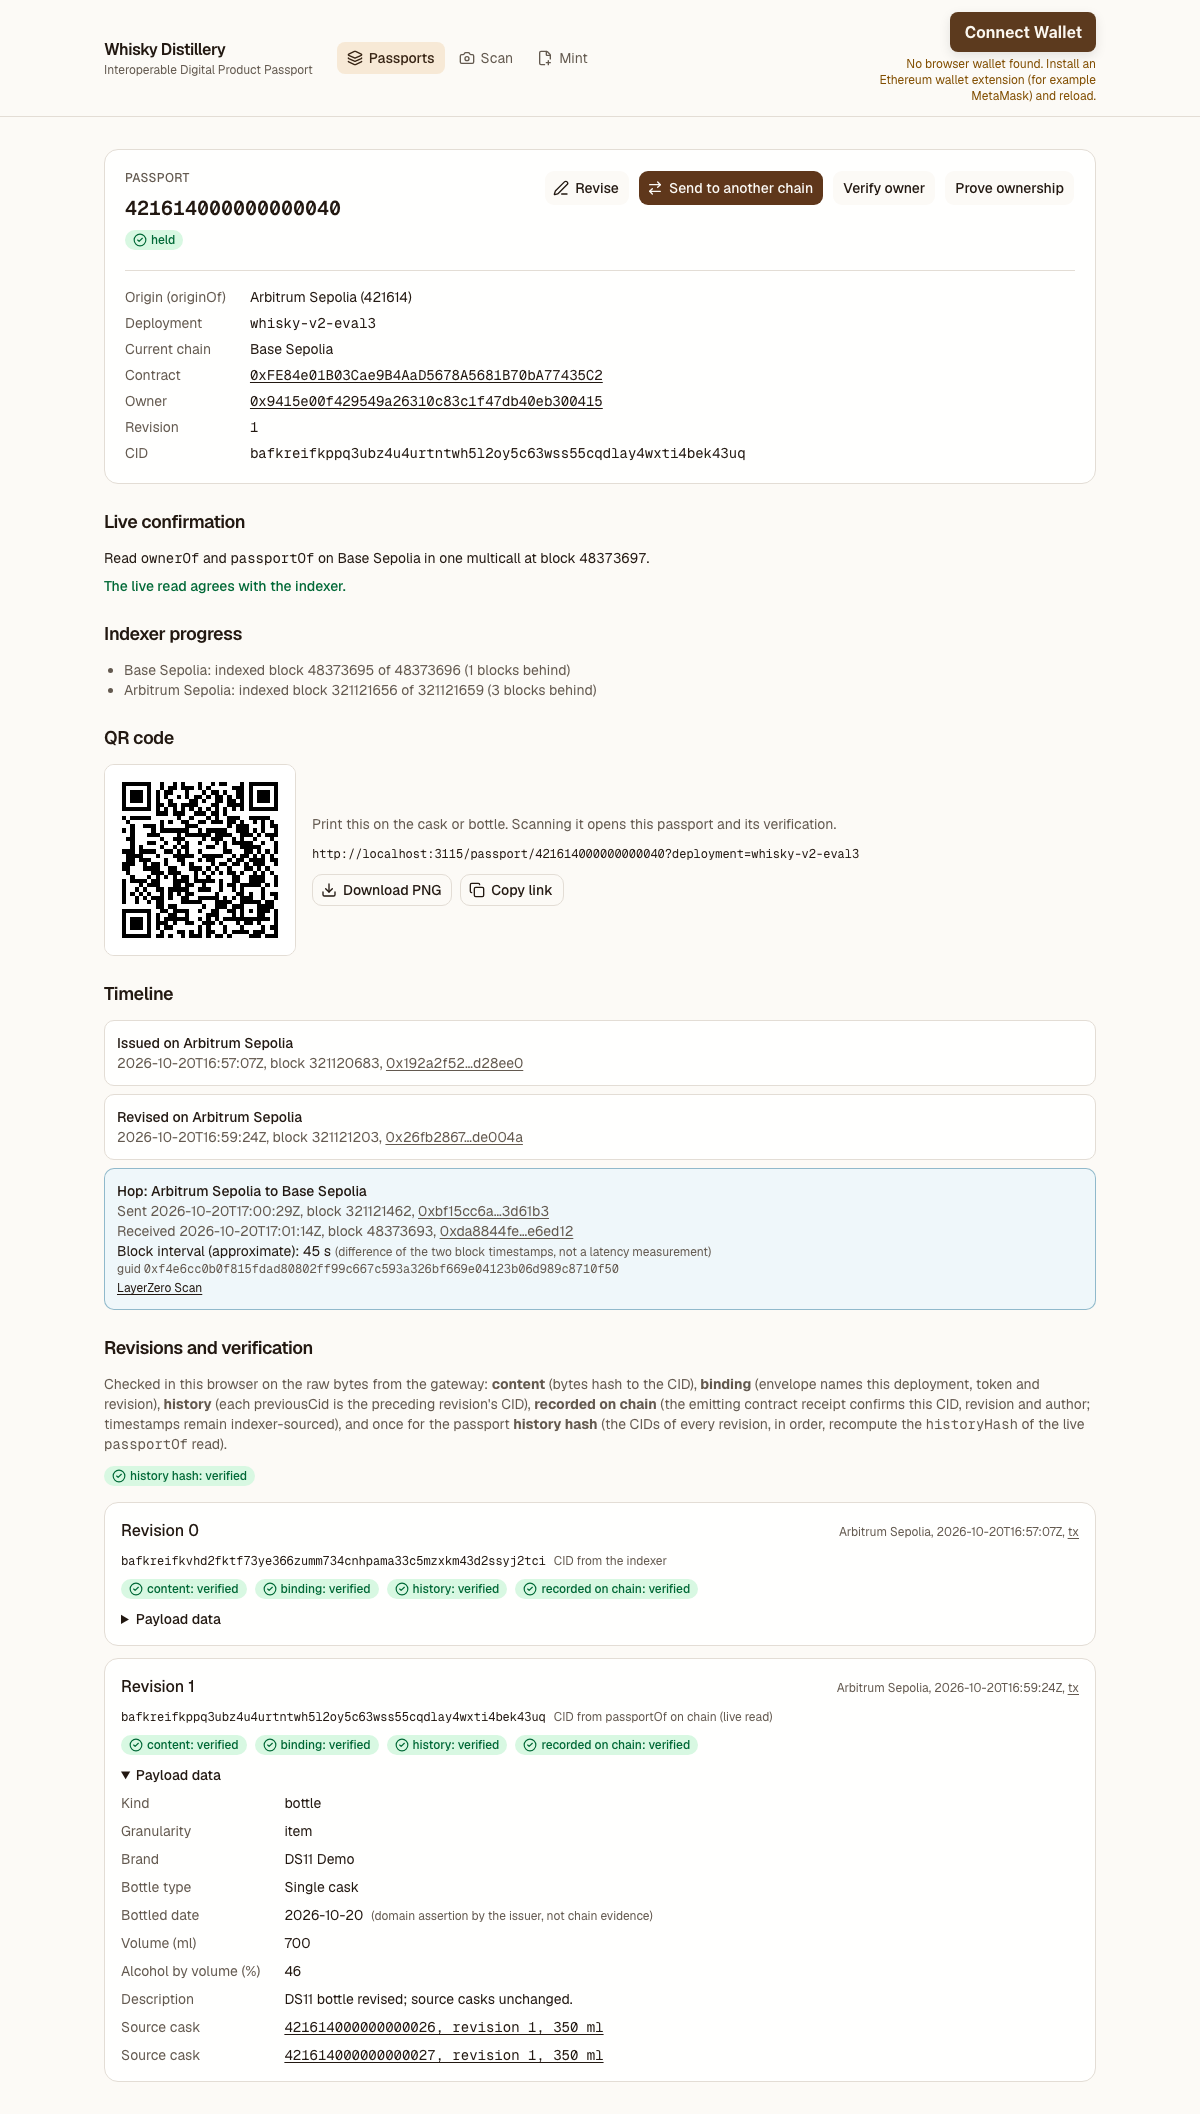 Whisky Distillery
Interoperable Digital Product Passport
Passports
Scan
Mint
Connect Wallet
No browser wallet found. Install an
Ethereum wallet extension (for example
MetaMask) and reload.
PASSPORT
421614000000000040
held
Revise
Send to another chain
Verify owner
Prove ownership
Origin (originOf) Arbitrum Sepolia (421614)
Deployment whisky-v2-eval3
Current chain Base Sepolia
Contract 0xFE84e01B03Cae9B4AaD5678A5681B70bA77435C2
Owner 0x9415e00f429549a26310c83c1f47db40eb300415
Revision 1
CID bafkreifkppq3ubz4u4urtntwh5l2oy5c63wss55cqdlay4wxti4bek43uq
Live confirmation
Read ownerOf and passportOf on Base Sepolia in one multicall at block 48373697.
The live read agrees with the indexer.
Indexer progress
Base Sepolia: indexed block 48373695 of 48373696 (1 blocks behind)
Arbitrum Sepolia: indexed block 321121656 of 321121659 (3 blocks behind)
QR code
Print this on the cask or bottle. Scanning it opens this passport and its verification.
http://localhost:3115/passport/421614000000000040?deployment=whisky-v2-eval3
Download PNG
Copy link
Timeline
Issued on Arbitrum Sepolia
2026-10-20T16:57:07Z, block 321120683, 0x192a2f52…d28ee0
Revised on Arbitrum Sepolia
2026-10-20T16:59:24Z, block 321121203, 0x26fb2867…de004a
Hop: Arbitrum Sepolia to Base Sepolia
Sent 2026-10-20T17:00:29Z, block 321121462, 0xbf15cc6a…3d61b3
Received 2026-10-20T17:01:14Z, block 48373693, 0xda8844fe…e6ed12
Block interval (approximate): 45 s (difference of the two block timestamps, not a latency measurement)
guid 0xf4e6cc0b0f815fdad80802ff99c667c593a326bf669e04123b06d989c8710f50
LayerZero Scan
Revisions and verification
Checked in this browser on the raw bytes from the gateway: content (bytes hash to the CID), binding (envelope names this deployment, token and
revision), history (each previousCid is the preceding revision's CID), recorded on chain (the emitting contract receipt confirms this CID, revision and author;
timestamps remain indexer-sourced), and once for the passport history hash (the CIDs of every revision, in order, recompute the historyHash of the live
passportOf read).
history hash: verified
Revision 0
Arbitrum Sepolia, 2026-10-20T16:57:07Z, tx
bafkreifkvhd2fktf73ye366zumm734cnhpama33c5mzxkm43d2ssyj2tci CID from the indexer
content: verified
binding: verified
history: verified
recorded on chain: verified
Payload data
Revision 1
Arbitrum Sepolia, 2026-10-20T16:59:24Z, tx
bafkreifkppq3ubz4u4urtntwh5l2oy5c63wss55cqdlay4wxti4bek43uq CID from passportOf on chain (live read)
content: verified
binding: verified
history: verified
recorded on chain: verified
Payload data
Kind bottle
Granularity item
Brand DS11 Demo
Bottle type Single cask
Bottled date 2026-10-20 (domain assertion by the issuer, not chain evidence)
Volume (ml) 700
Alcohol by volume (%) 46
Description DS11 bottle revised; source casks unchanged.
Source cask 421614000000000026, revision 1, 350 ml
Source cask 421614000000000027, revision 1, 350 ml